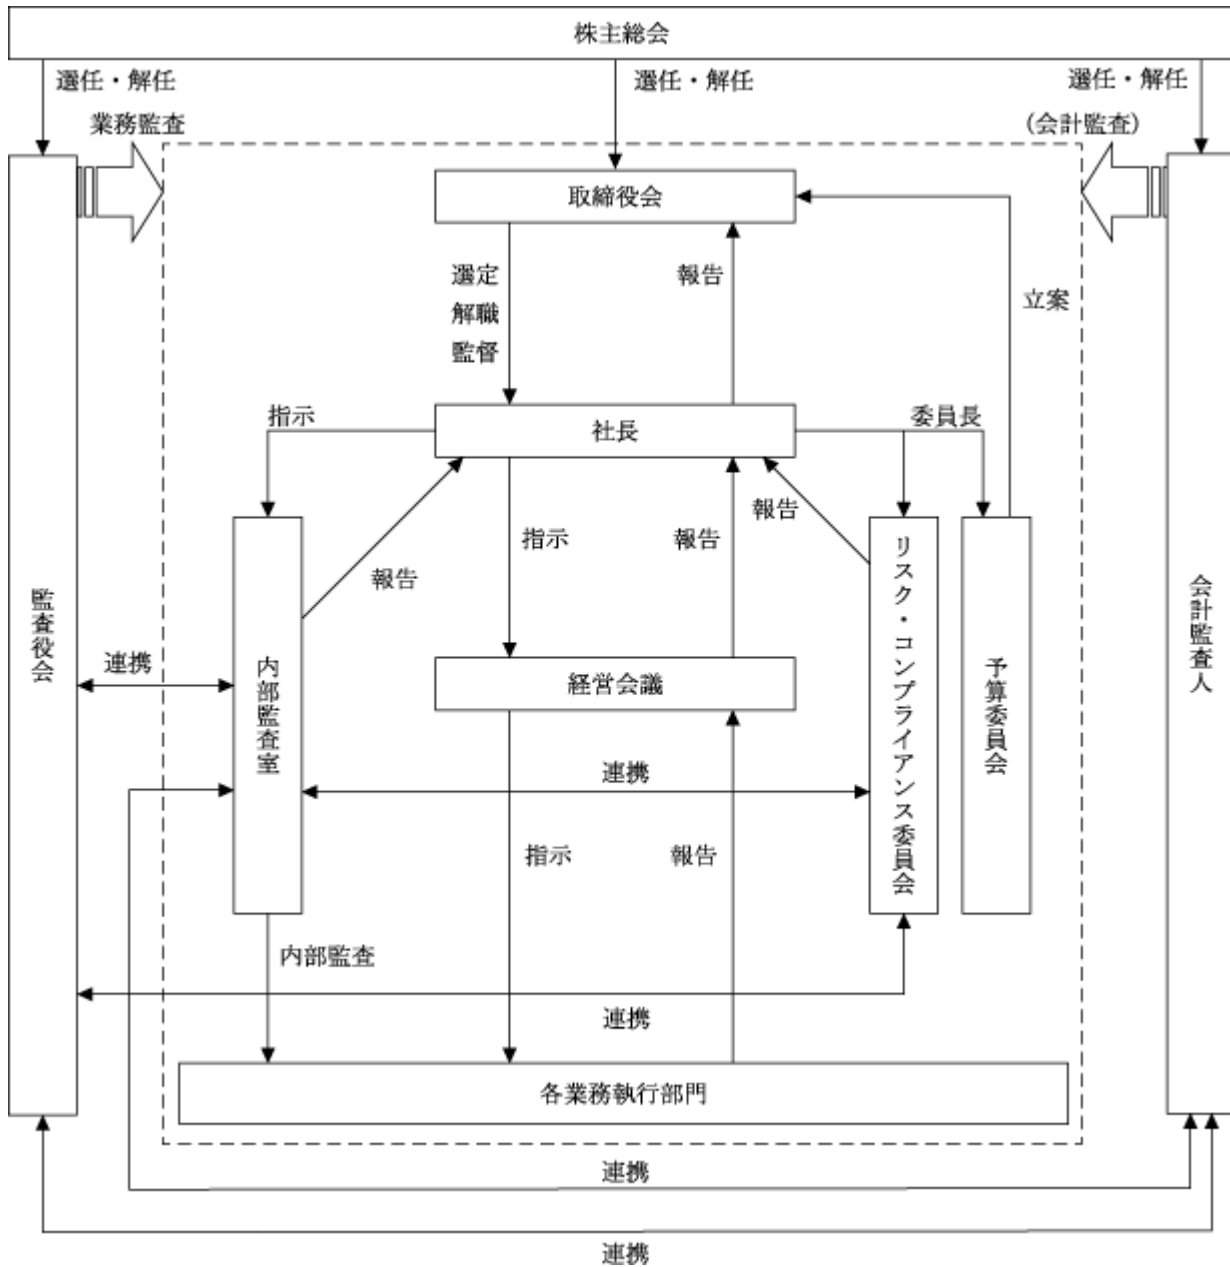 株主総会
選任・解任
選任・解任
選任・解任
業務監査
(会計監査)
取締役会
選定
解職
監督
報告
立案
指示
社長
委員長
報告
指示
報告
報告
監査役会
連携
内部監査室
経営会議
リスク・コンプライアンス委員会
予算委員会
会計監査人
連携
指示
報告
内部監査
連携
各業務執行部門
連携
連携